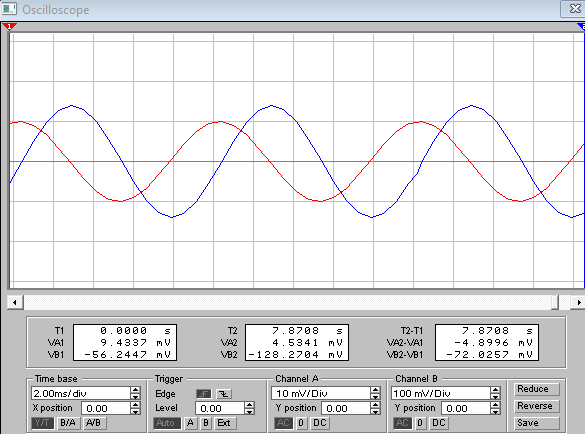 Oscilloscope
1 2
T1 0.0000 s T2 7.8708 s T2-T1 7.8708 s
VA1 9.4337 mV VA2 4.5341 mV VA2-VA1 -4.8996 mV
VB1 -56.2447 mV VB2 -128.2704 mV VB2-VB1 -72.0257 mV
Time base Trigger Channel A Channel B Reduce
2.00ms/div Edge 10 mV/Div 100 mV/Div Reverse
X position 0.00 Level 0.00 Y position 0.00 Y position 0.00
Y/T B/A A/B Auto A B Ext AC 0 DC AC 0 DC Save